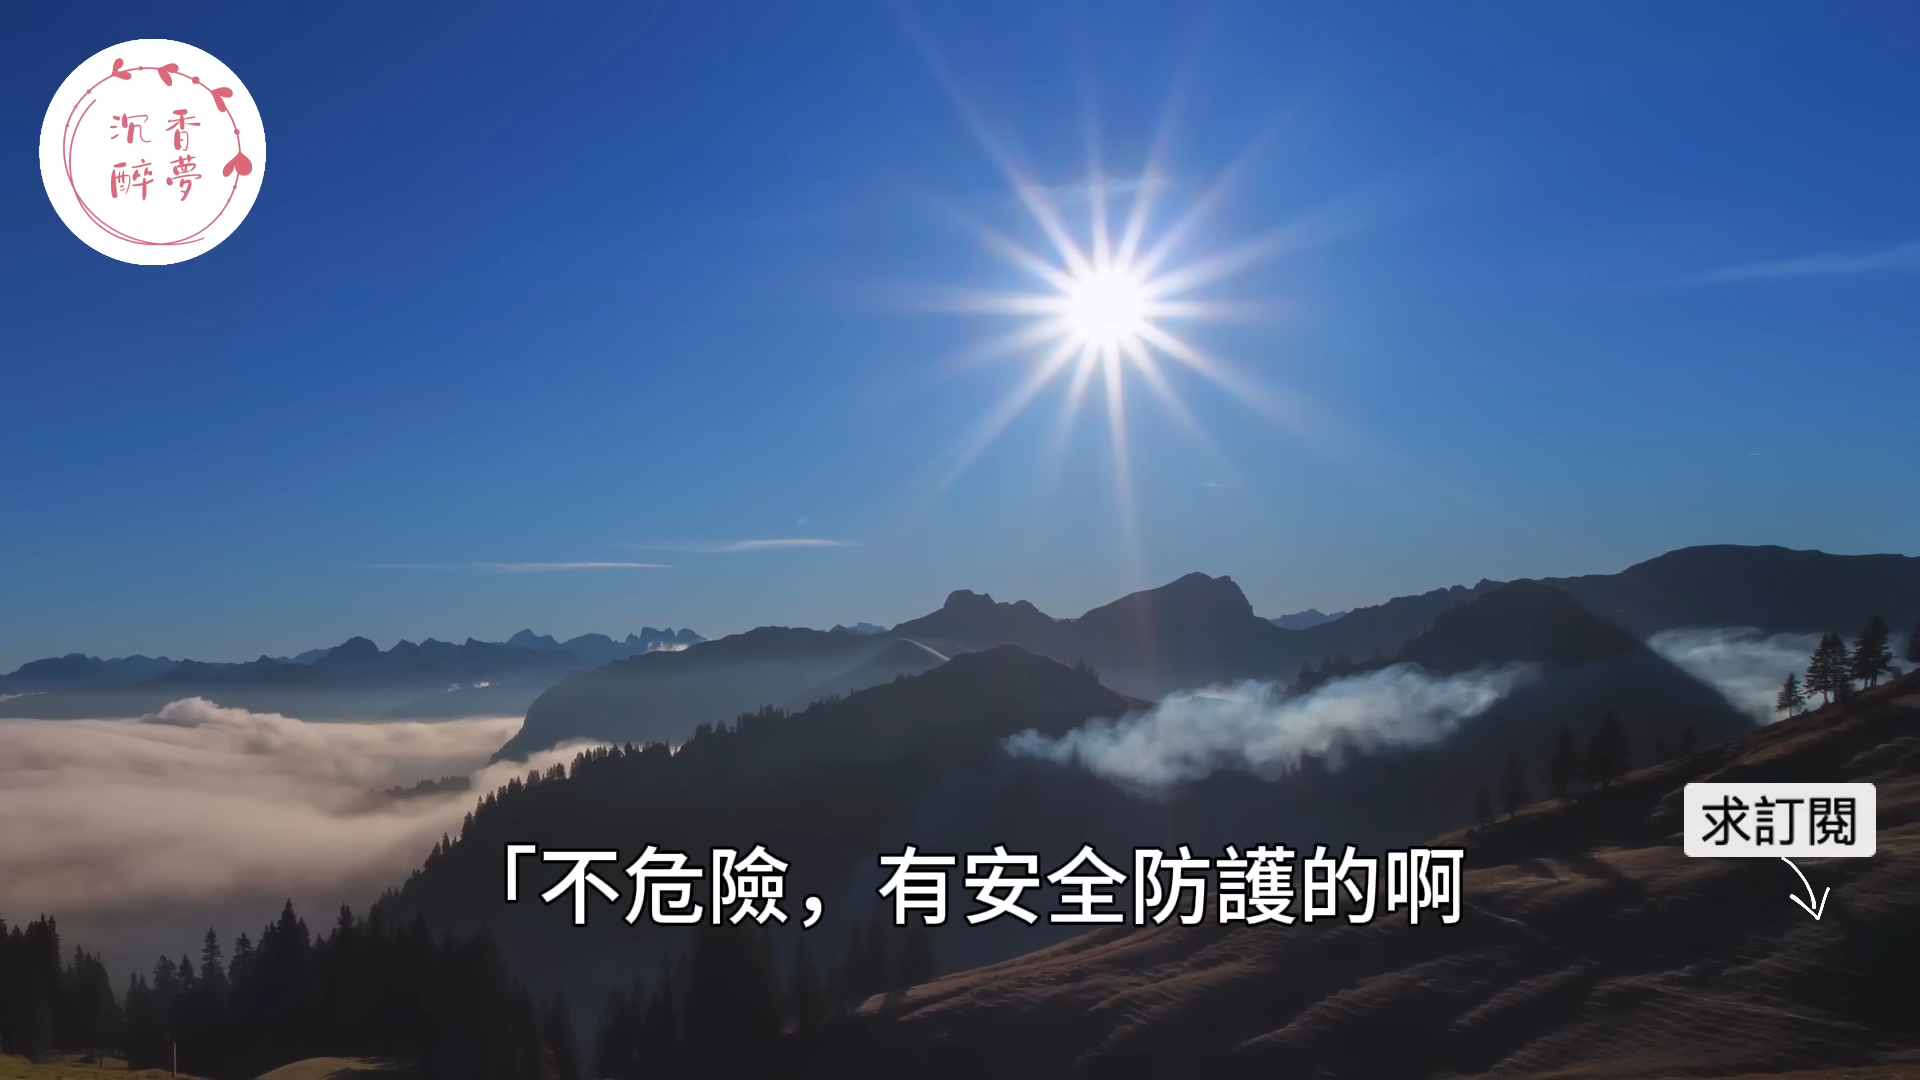 沉香
醉夢
「不危險，有安全防護的啊
求訂閱